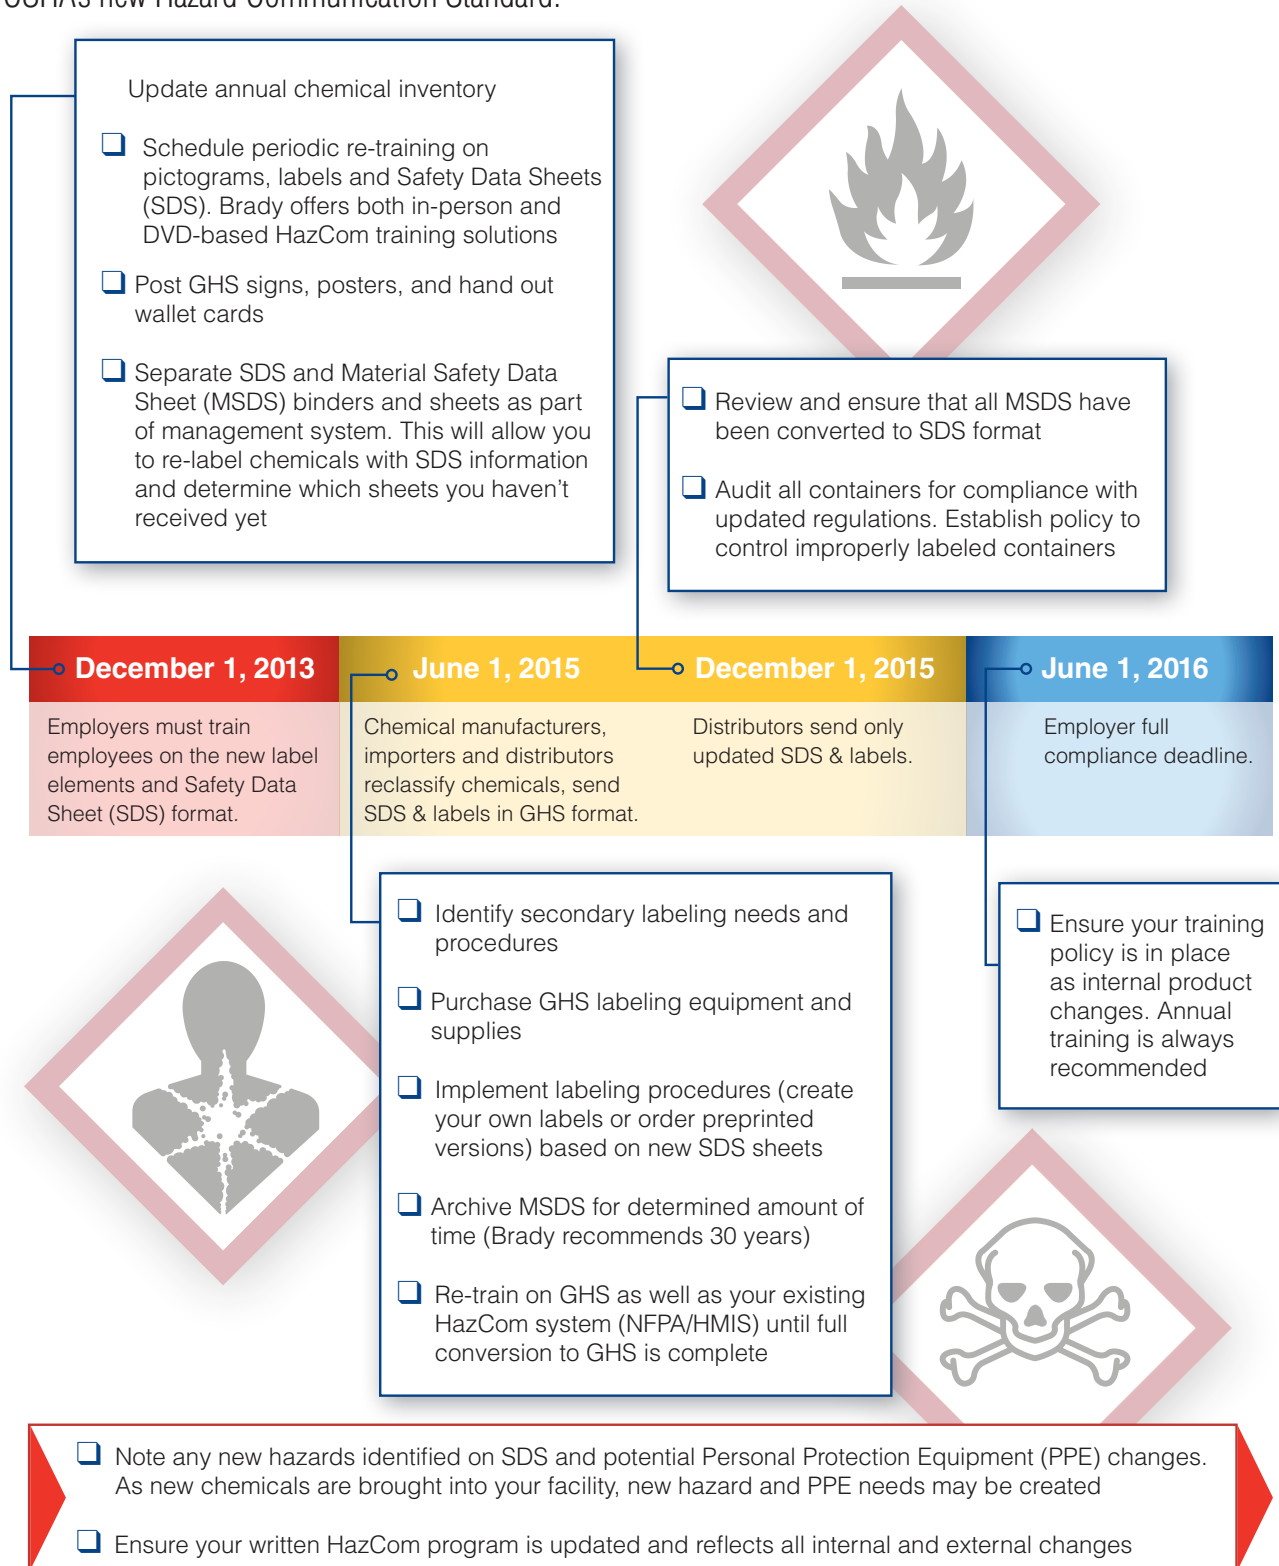 OSHA's new Hazard Communication Standard.
Update annual chemical inventory
Schedule periodic re-training on
pictograms, labels and Safety Data Sheets
(SDS). Brady offers both in-person and
DVD-based HazCom training solutions
Post GHS signs, posters, and hand out
wallet cards
Separate SDS and Material Safety Data
Sheet (MSDS) binders and sheets as part
of management system. This will allow you
to re-label chemicals with SDS information
and determine which sheets you haven't
received yet
Review and ensure that all MSDS have
been converted to SDS format
Audit all containers for compliance with
updated regulations. Establish policy to
control improperly labeled containers
December 1, 2013
Employers must train
employees on the new label
elements and Safety Data
Sheet (SDS) format.
June 1, 2015
Chemical manufacturers,
importers and distributors
reclassify chemicals, send
SDS & labels in GHS format.
December 1, 2015
Distributors send only
updated SDS & labels.
June 1, 2016
Employer full
compliance deadline.
Identify secondary labeling needs and
procedures
Purchase GHS labeling equipment and
supplies
Implement labeling procedures (create
your own labels or order preprinted
versions) based on new SDS sheets
Archive MSDS for determined amount of
time (Brady recommends 30 years)
Re-train on GHS as well as your existing
HazCom system (NFPA/HMIS) until full
conversion to GHS is complete
Ensure your training
policy is in place
as internal product
changes. Annual
training is always
recommended
Note any new hazards identified on SDS and potential Personal Protection Equipment (PPE) changes.
As new chemicals are brought into your facility, new hazard and PPE needs may be created
Ensure your written HazCom program is updated and reflects all internal and external changes